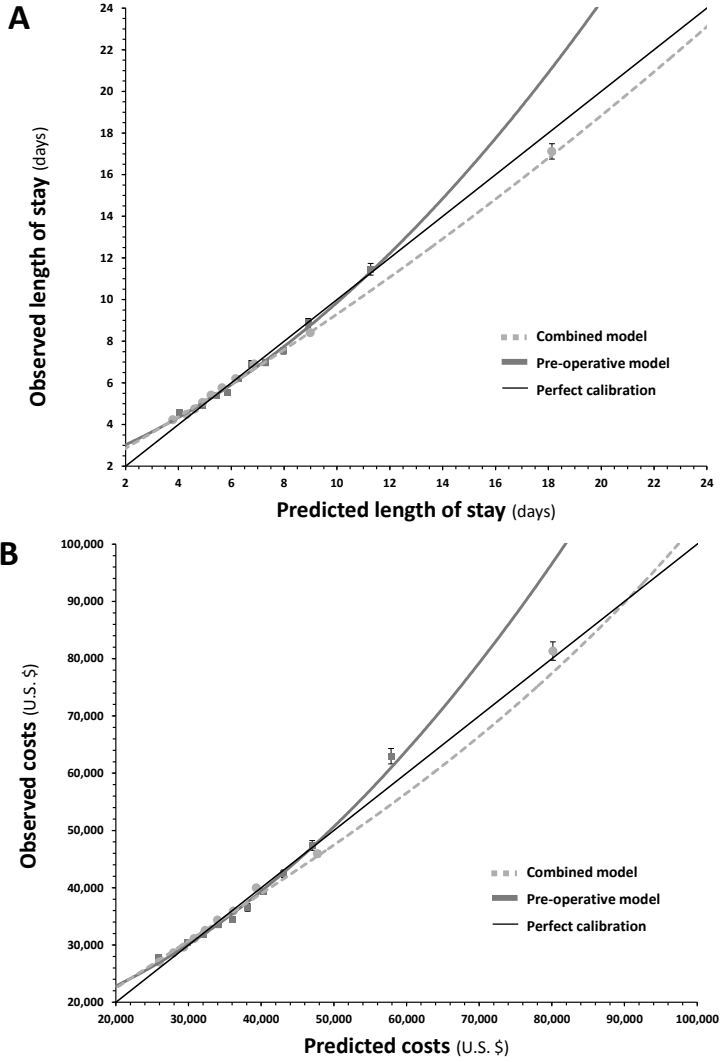 A
24
22
20
18
16
14
12
10
8
6
4
2
Observed length of stay (days)
Combined model
Pre-operative model
Perfect calibration
2 4 6 8 10 12 14 16 18 20 22 24
Predicted length of stay (days)
B
100,000
90,000
80,000
70,000
60,000
50,000
40,000
30,000
20,000
Observed costs (U.S. $)
Combined model
Pre-operative model
Perfect calibration
20,000 30,000 40,000 50,000 60,000 70,000 80,000 90,000 100,000
Predicted costs (U.S. $)